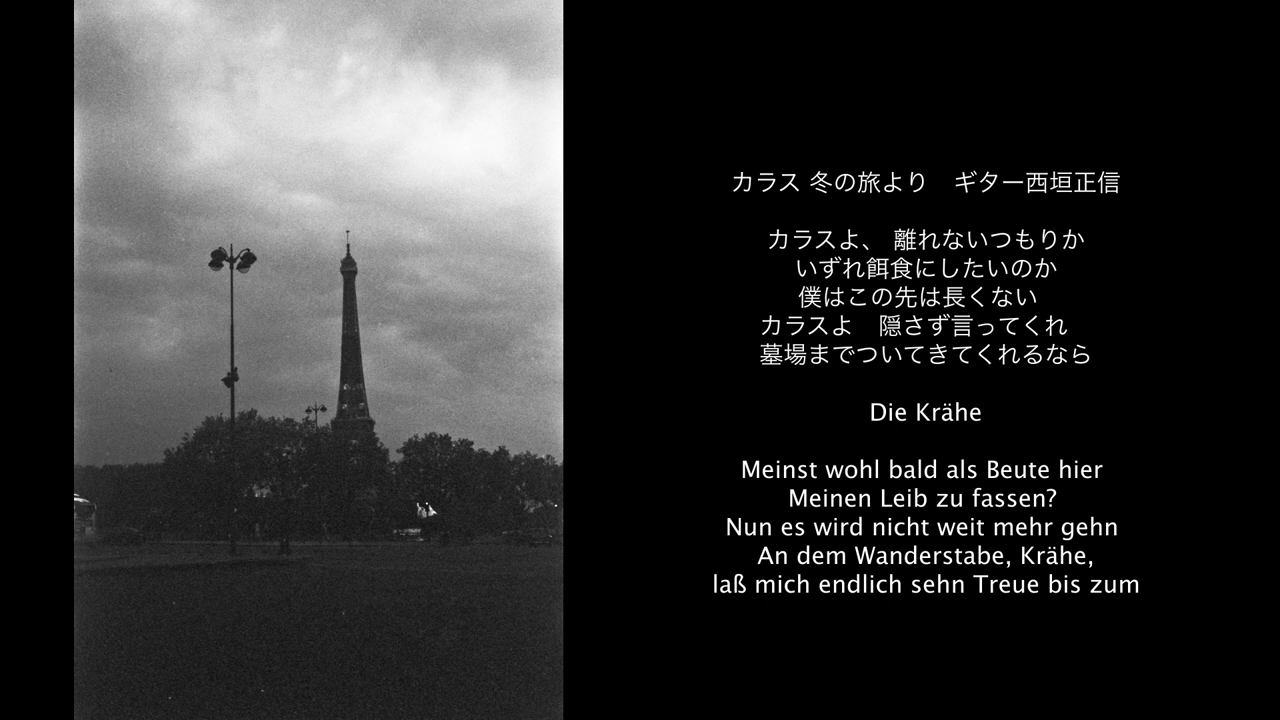 カラス 冬の旅より　ギター西垣正信
カラスよ、 離れないつもりか
いずれ餌食にしたいのか
僕はこの先は長くない
カラスよ　隠さず言ってくれ
墓場までついてきてくれるなら
Die Krähe
Meinst wohl bald als Beute hier
Meinen Leib zu fassen?
Nun es wird nicht weit mehr gehn
An dem Wanderstabe, Krähe,
laß mich endlich sehn Treue bis zum